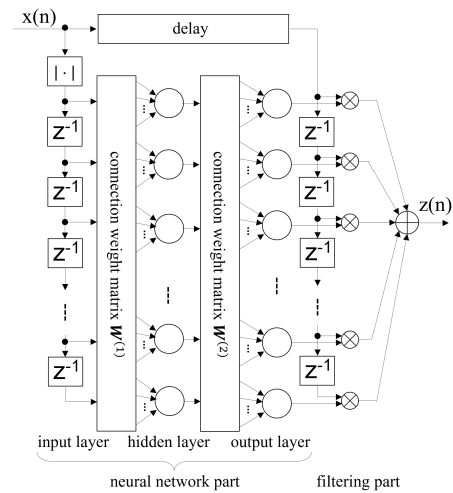 x(n)
delay
|·|
z⁻¹
z⁻¹
z⁻¹
z⁻¹
connection weight matrix W⁽¹⁾
connection weight matrix W⁽²⁾
z⁻¹
z⁻¹
z⁻¹
z⁻¹
z(n)
input layer hidden layer output layer
neural network part filtering part